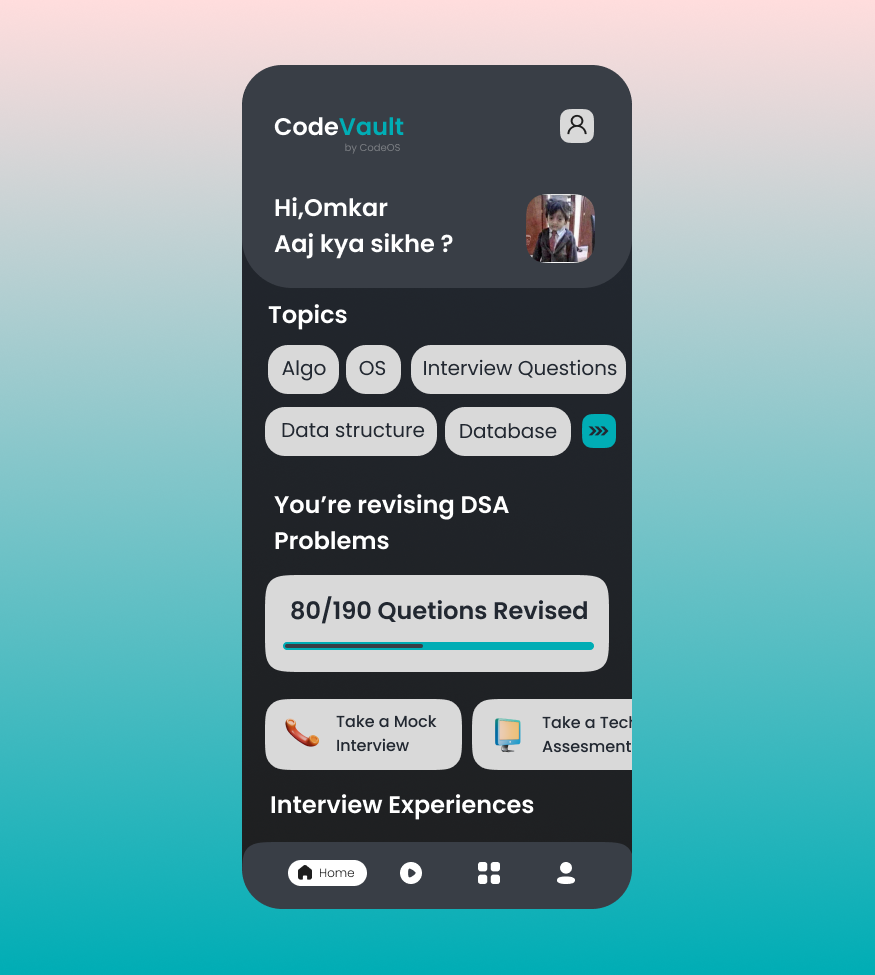 CodeVault
by CodeOS
Hi,Omkar
Aaj kya sikhe ?
Topics
Algo OS Interview Questions
Data structure Database
You’re revising DSA
Problems
80/190 Quetions Revised
Take a Mock
Interview
Take a Tech
Assesment
Interview Experiences
Home